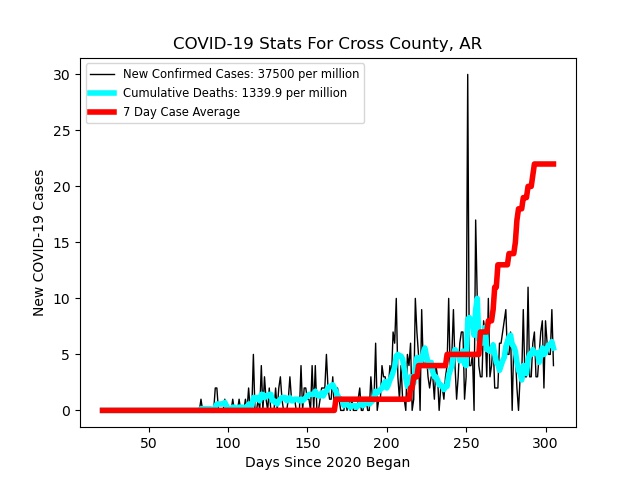 COVID-19 Stats For Cross County, AR
New Confirmed Cases: 37500 per million
Cumulative Deaths: 1339.9 per million
7 Day Case Average
New COVID-19 Cases
30
25
20
15
10
5
0
50 100 150 200 250 300
Days Since 2020 Began